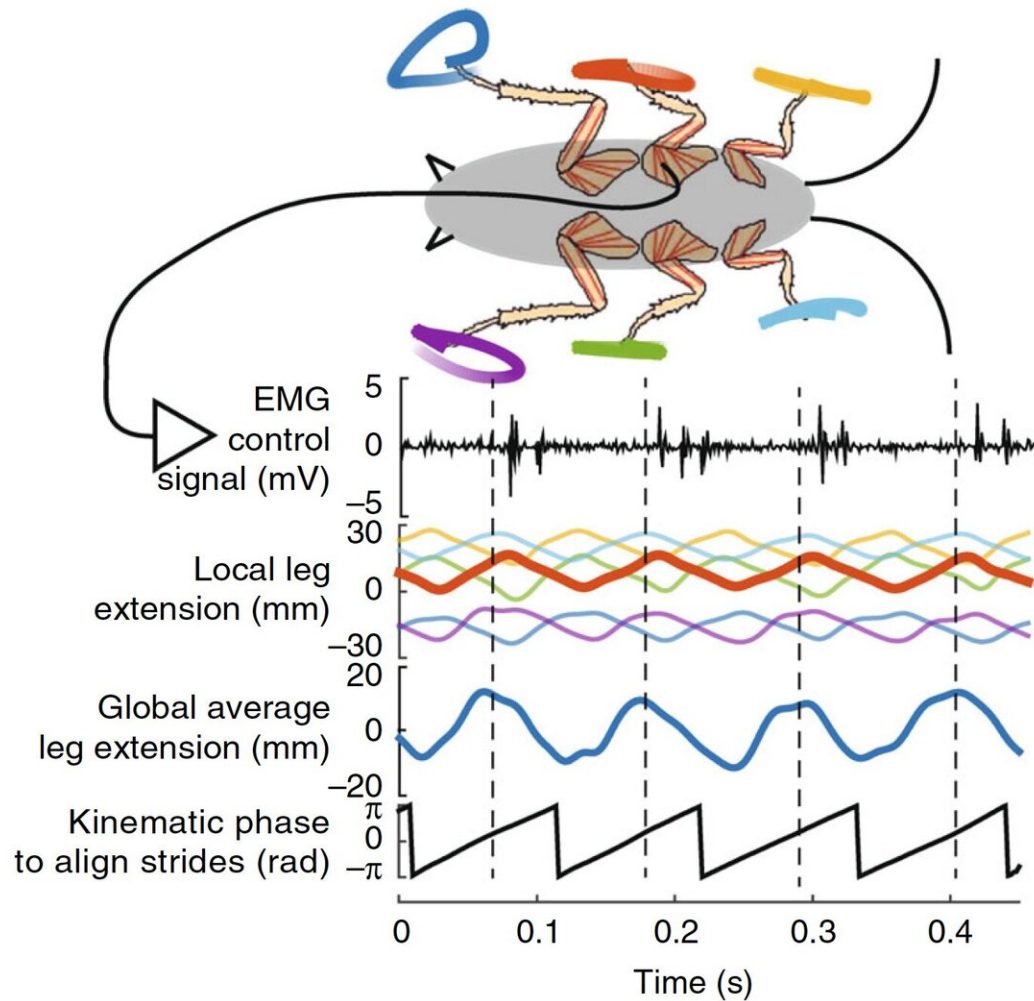 5
EMG
control
signal (mV)
0
–5
30
Local leg
extension (mm)
0
–30
20
Global average
leg extension (mm)
0
–20
Kinematic phase
to align strides (rad)
π
0
–π
0 0.1 0.2 0.3 0.4
Time (s)